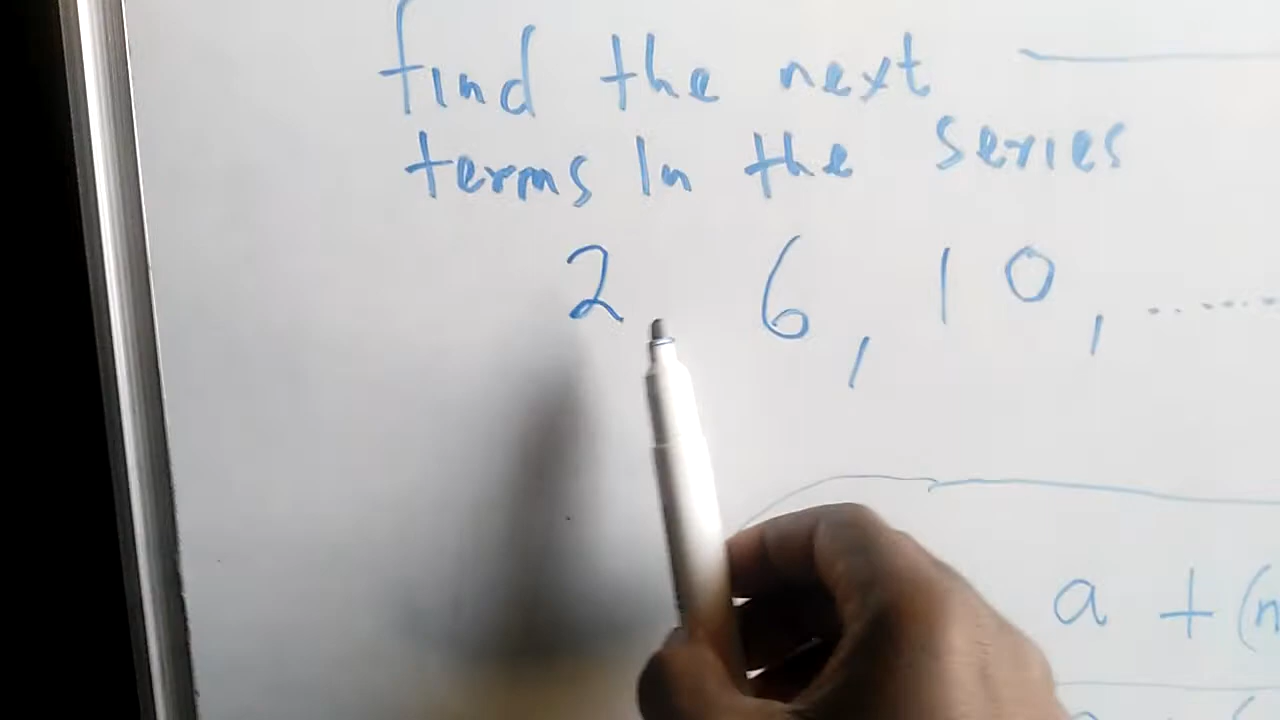 find the next
terms in the series
2 6, 10, .......
a + (n